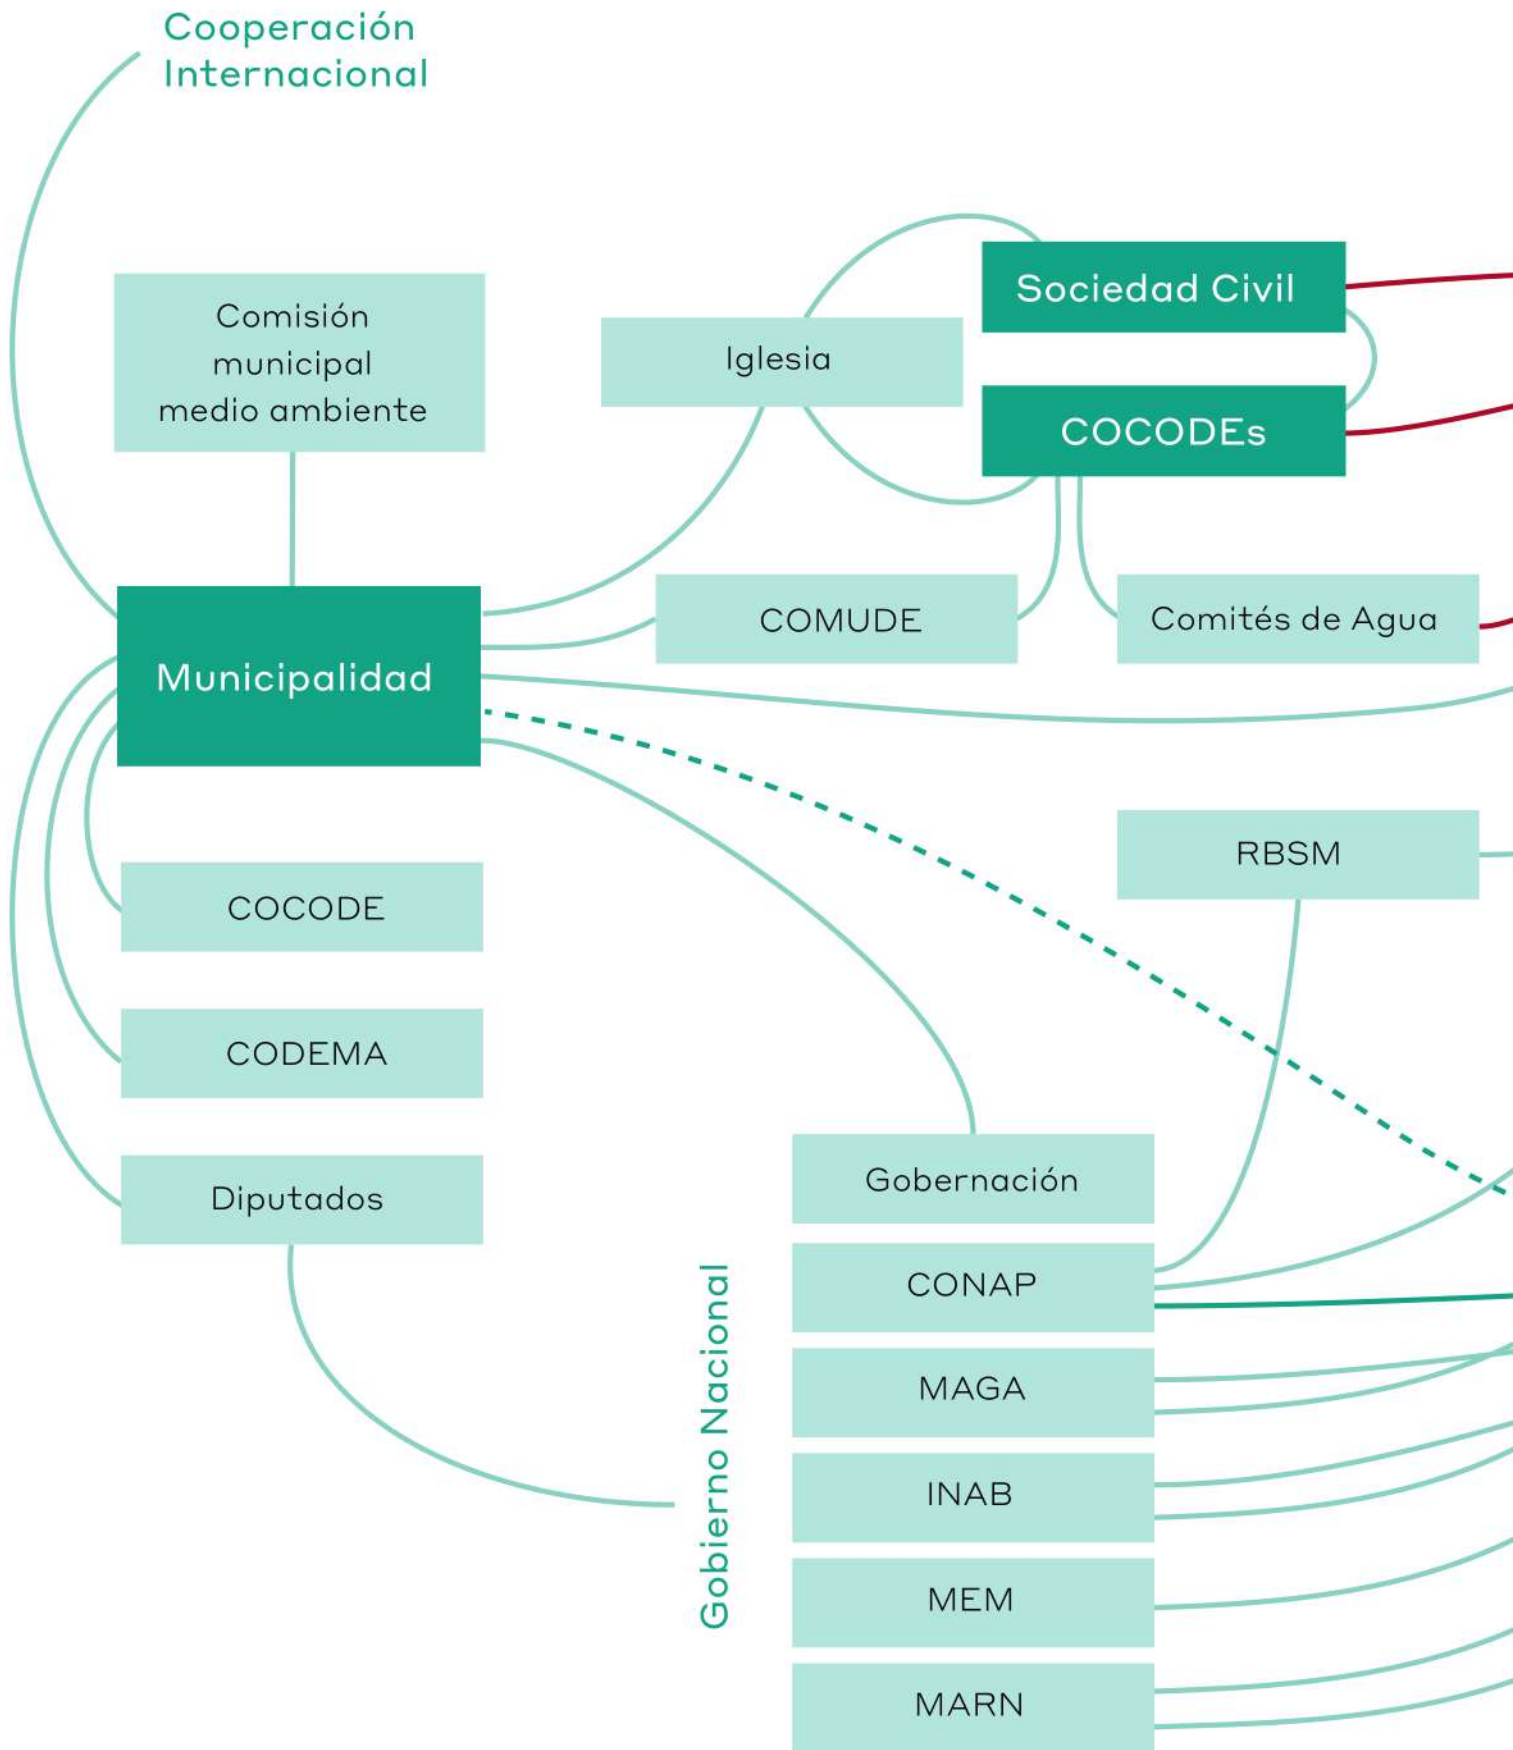 Cooperación
Internacional
Comisión
municipal
medio ambiente
Iglesia
Sociedad Civil
COCODEs
COMUDE
Comités de Agua
Municipalidad
RBSM
COCODE
CODEMA
Diputados
Gobierno Nacional
Gobernación
CONAP
MAGA
INAB
MEM
MARN